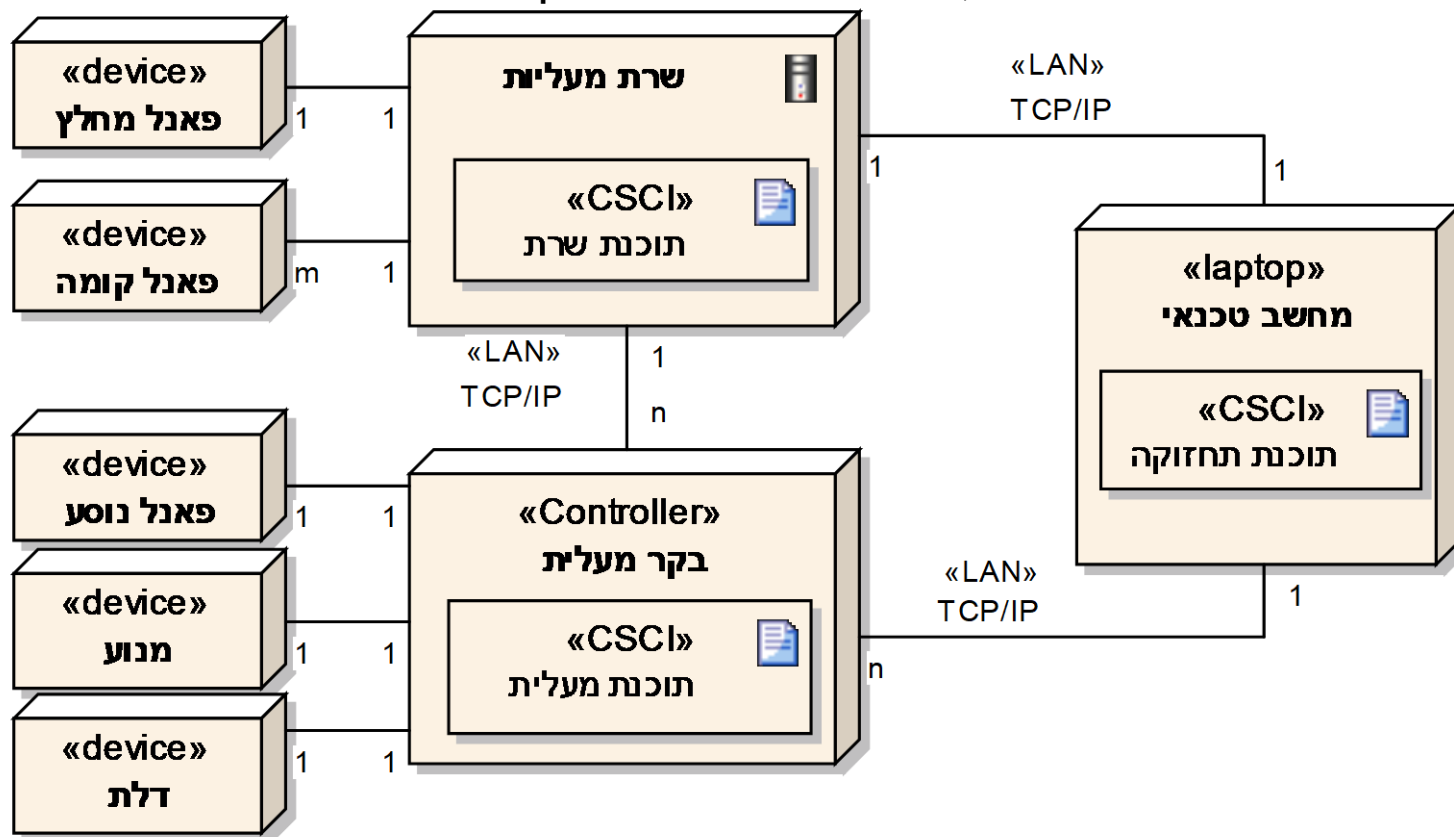 «device»
פאנל מחלץ
1
1
«device»
פאנל קומה
m
1
שרת מעליות
«CSCI»
תוכנת שרת
«LAN»
TCP/IP
1
1
«laptop»
מחשב טכנאי
«CSCI»
תוכנת תחזוקה
«LAN»
TCP/IP
1
n
«device»
פאנל נוסע
1
1
«device»
מנוע
1
1
«device»
דלת
1
1
«Controller»
בקר מעלית
«CSCI»
תוכנת מעלית
«LAN»
TCP/IP
1
n